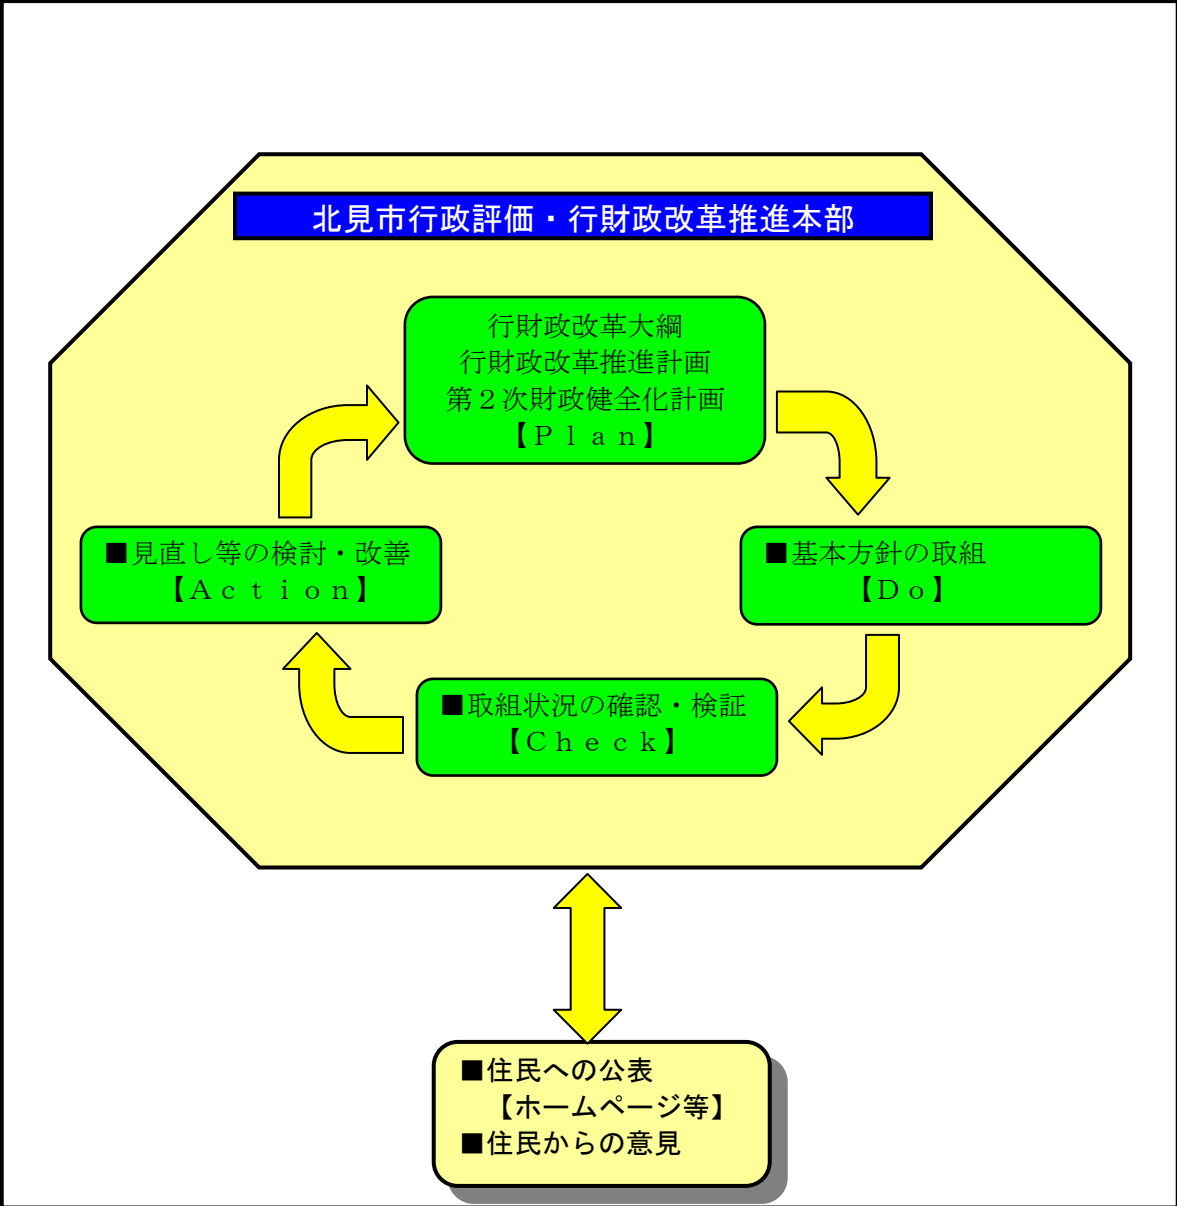 北見市行政評価・行財政改革推進本部
行財政改革大綱
行財政改革推進計画
第２次財政健全化計画
【Ｐｌａｎ】
■見直し等の検討・改善
【Ａｃｔｉｏｎ】
■基本方針の取組
【Ｄｏ】
■取組状況の確認・検証
【Ｃｈｅｃｋ】
■住民への公表
【ホームページ等】
■住民からの意見